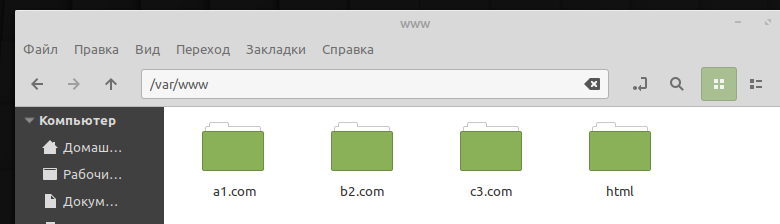 www
Файл Правка Вид Переход Закладки Справка
/var/www
Компьютер
Домаш...
Рабочи...
Докум...
a1.com b2.com c3.com html